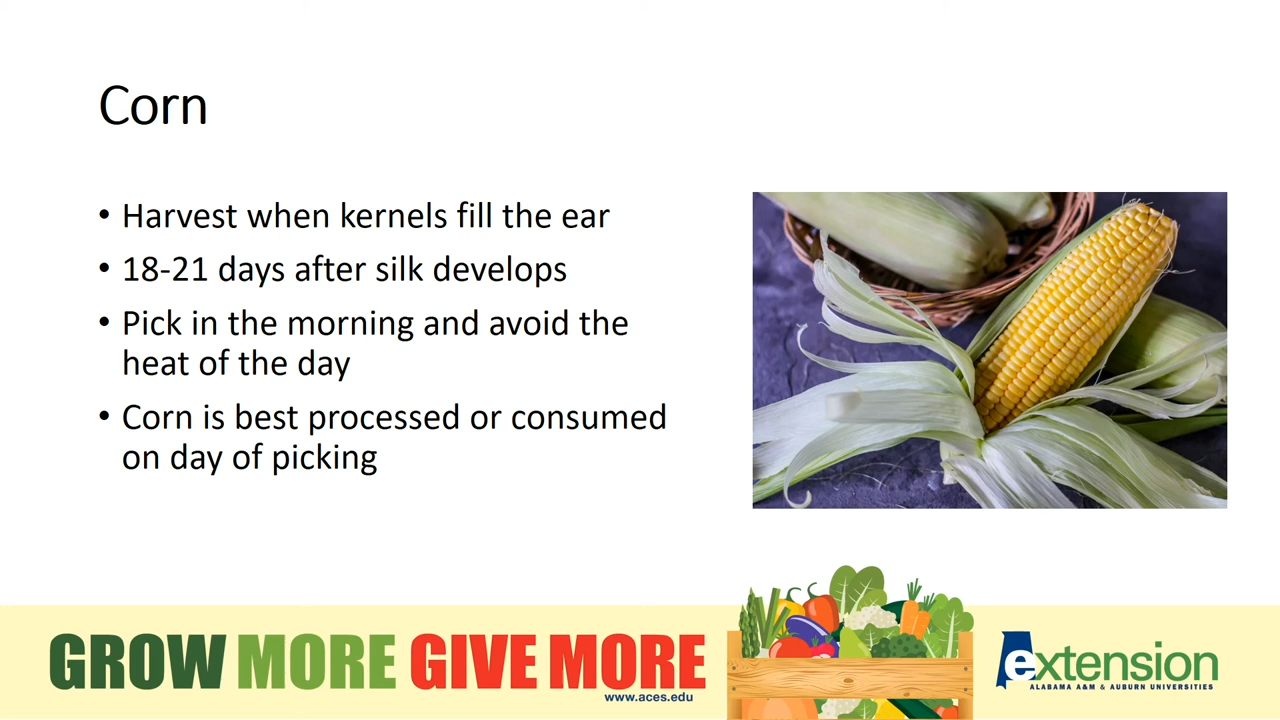 Corn
• Harvest when kernels fill the ear
• 18-21 days after silk develops
• Pick in the morning and avoid the
heat of the day
• Corn is best processed or consumed
on day of picking
GROW MORE GIVE MORE
www.aces.edu
extension
ALABAMA A&M & AUBURN UNIVERSITIES